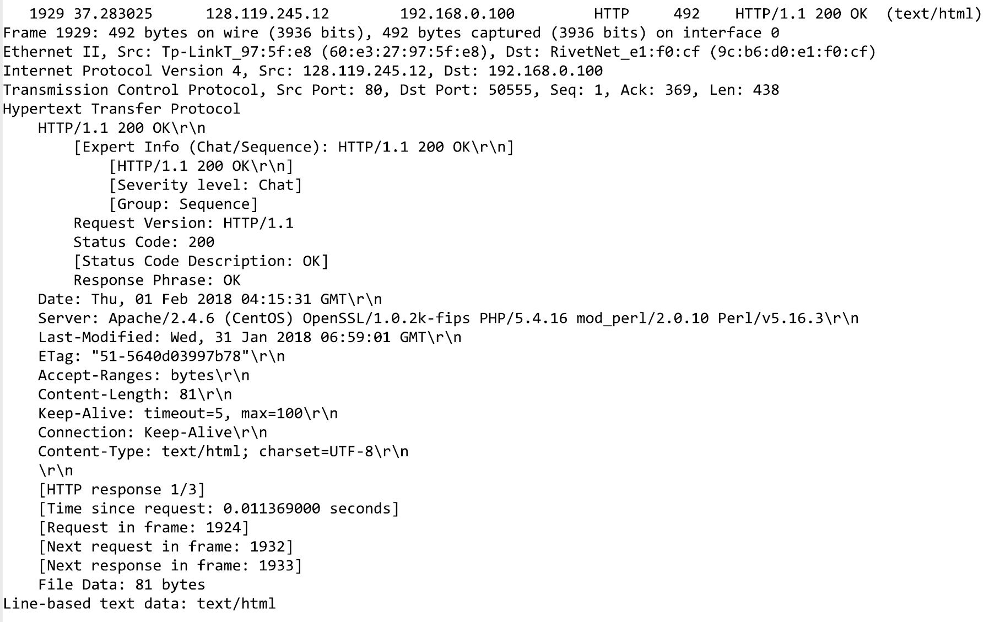 1929 37.283025 128.119.245.12 192.168.0.100 HTTP 492 HTTP/1.1 200 OK (text/html)
Frame 1929: 492 bytes on wire (3936 bits), 492 bytes captured (3936 bits) on interface 0
Ethernet II, Src: Tp-LinkT_97:5f:e8 (60:e3:27:97:5f:e8), Dst: RivetNet_e1:f0:cf (9c:b6:d0:e1:f0:cf)
Internet Protocol Version 4, Src: 128.119.245.12, Dst: 192.168.0.100
Transmission Control Protocol, Src Port: 80, Dst Port: 50555, Seq: 1, Ack: 369, Len: 438
Hypertext Transfer Protocol
HTTP/1.1 200 OK\r\n
[Expert Info (Chat/Sequence): HTTP/1.1 200 OK\r\n]
[HTTP/1.1 200 OK\r\n]
[Severity level: Chat]
[Group: Sequence]
Request Version: HTTP/1.1
Status Code: 200
[Status Code Description: OK]
Response Phrase: OK
Date: Thu, 01 Feb 2018 04:15:31 GMT\r\n
Server: Apache/2.4.6 (CentOS) OpenSSL/1.0.2k-fips PHP/5.4.16 mod_perl/2.0.10 Perl/v5.16.3\r\n
Last-Modified: Wed, 31 Jan 2018 06:59:01 GMT\r\n
ETag: "51-5640d03997b78"\r\n
Accept-Ranges: bytes\r\n
Content-Length: 81\r\n
Keep-Alive: timeout=5, max=100\r\n
Connection: Keep-Alive\r\n
Content-Type: text/html; charset=UTF-8\r\n
\r\n
[HTTP response 1/3]
[Time since request: 0.011369000 seconds]
[Request in frame: 1924]
[Next request in frame: 1932]
[Next response in frame: 1933]
File Data: 81 bytes
Line-based text data: text/html